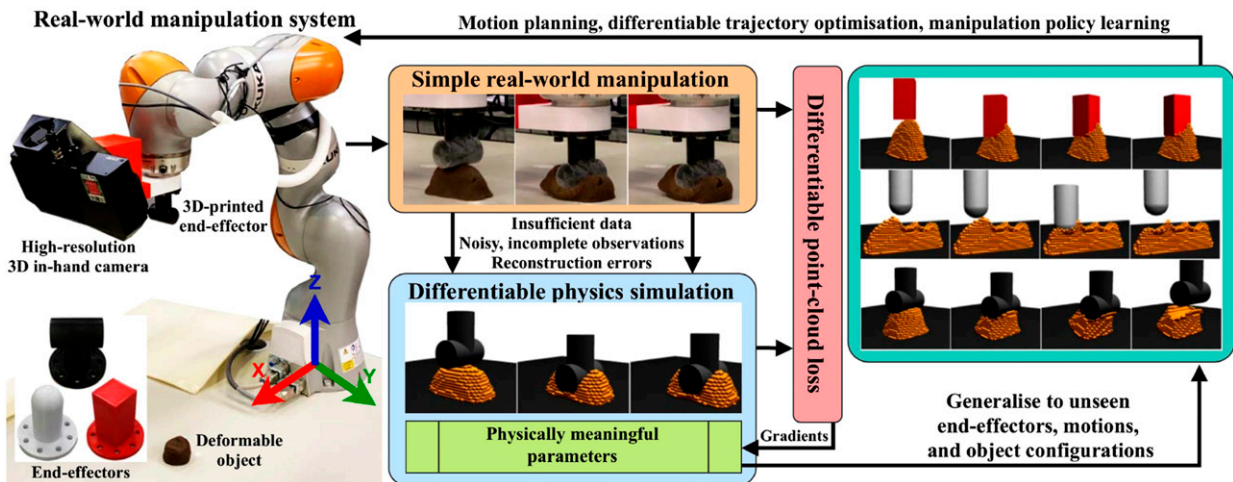 Real-world manipulation system
Motion planning, differentiable trajectory optimisation, manipulation policy learning
Simple real-world manipulation
KUKA
3D-printed
end-effector
High-resolution
3D in-hand camera
Insufficient data
Noisy, incomplete observations
Reconstruction errors
Differentiable physics simulation
Differentiable point-cloud loss
Z
X
Y
Deformable
object
End-effectors
Physically meaningful
parameters
Gradients
Generalise to unseen
end-effectors, motions,
and object configurations